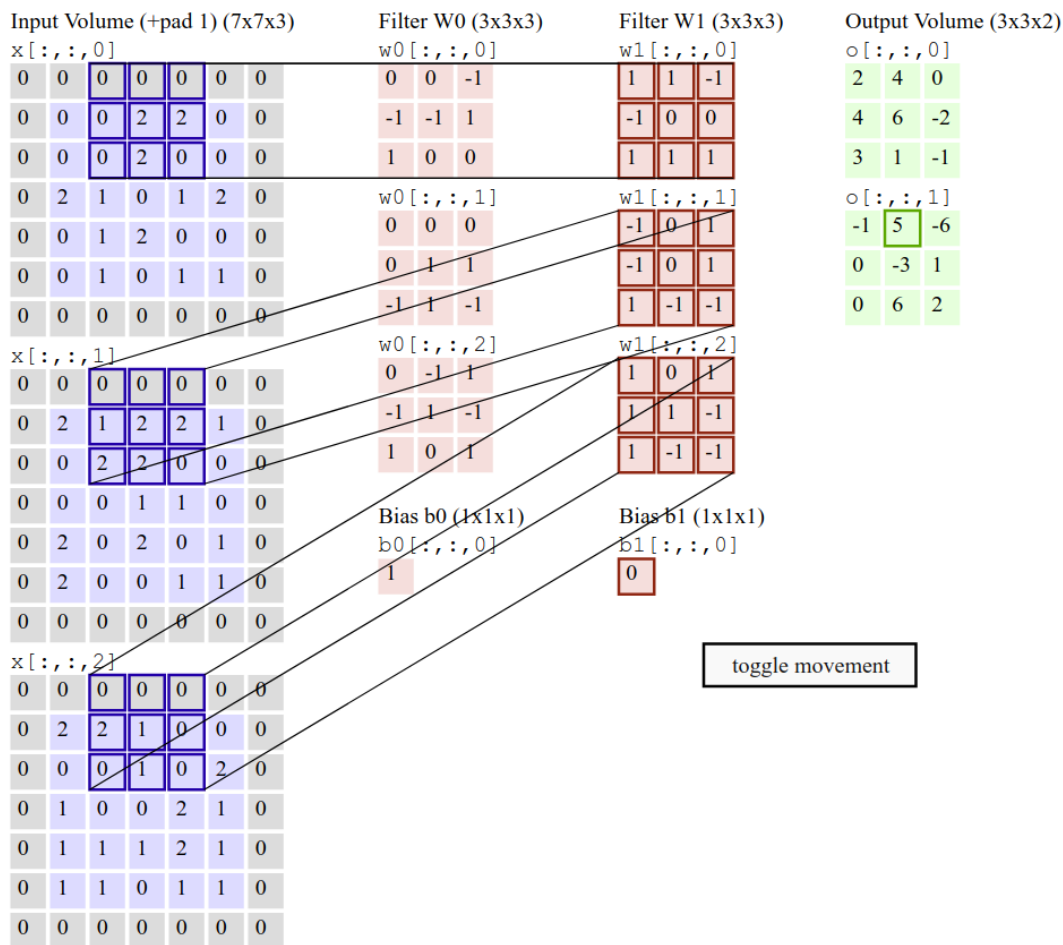 Input Volume (+pad 1) (7x7x3)
x[:,:,0]
0 0 0 0 0 0 0
0 0 0 2 2 0 0
0 0 0 2 0 0 0
0 2 1 0 1 2 0
0 0 1 2 0 0 0
0 0 1 0 1 1 0
0 0 0 0 0 0 0
x[:,:,1]
0 0 0 0 0 0 0
0 2 1 2 2 1 0
0 0 2 2 0 0 0
0 0 0 1 1 0 0
0 2 0 2 0 1 0
0 2 0 0 1 1 0
0 0 0 0 0 0 0
x[:,:,2]
0 0 0 0 0 0 0
0 2 2 1 0 0 0
0 0 0 1 0 2 0
0 1 0 0 2 1 0
0 1 1 1 2 1 0
0 1 1 0 1 1 0
0 0 0 0 0 0 0
Filter W0 (3x3x3)
w0[:,:,0]
0 0 -1
-1 -1 1
1 0 0
w0[:,:,1]
0 0 0
0 1 1
-1 1 -1
w0[:,:,2]
0 -1 1
-1 1 -1
1 0 1
Bias b0 (1x1x1)
b0[:,:,0]
1
Filter W1 (3x3x3)
w1[:,:,0]
1 1 -1
-1 0 0
1 1 1
w1[:,:,1]
-1 0 1
-1 0 1
1 -1 -1
w1[:,:,2]
1 0 1
1 1 -1
1 -1 -1
Bias b1 (1x1x1)
b1[:,:,0]
0
Output Volume (3x3x2)
o[:,:,0]
2 4 0
4 6 -2
3 1 -1
o[:,:,1]
-1 5 -6
0 -3 1
0 6 2
toggle movement